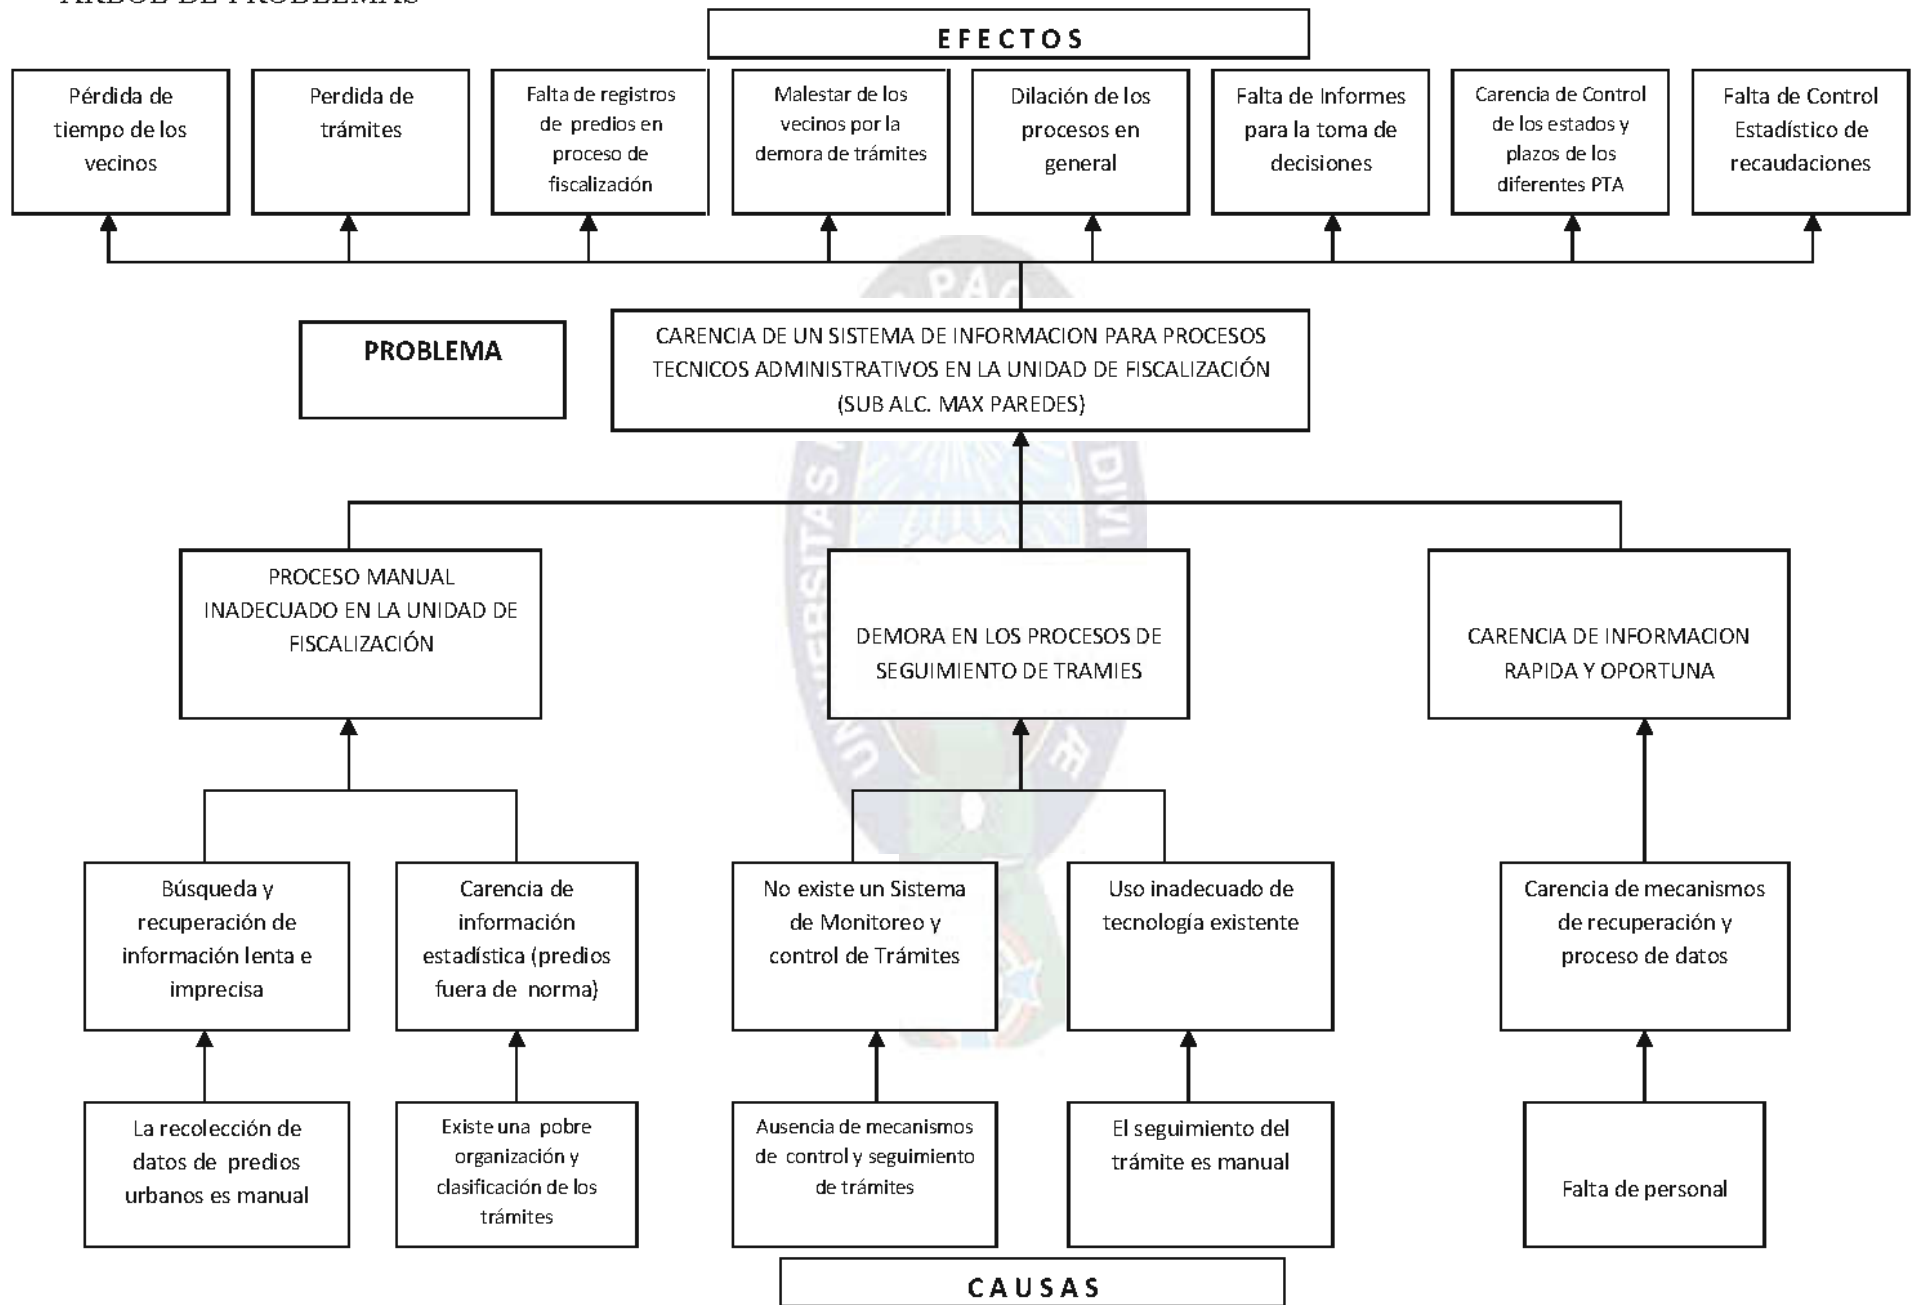 ÁRBOL DE PROBLEMAS
E F E C T O S
Pérdida de
tiempo de los
vecinos
Perdida de
trámites
Falta de registros
de predios en
proceso de
fiscalización
Malestar de los
vecinos por la
demora de trámites
Dilación de los
procesos en
general
Falta de Informes
para la toma de
decisiones
Carencia de Control
de los estados y
plazos de los
diferentes PTA
Falta de Control
Estadístico de
recaudaciones
PROBLEMA
CARENCIA DE UN SISTEMA DE INFORMACION PARA PROCESOS
TECNICOS ADMINISTRATIVOS EN LA UNIDAD DE FISCALIZACIÓN
(SUB ALC. MAX PAREDES)
PROCESO MANUAL
INADECUADO EN LA UNIDAD DE
FISCALIZACIÓN
DEMORA EN LOS PROCESOS DE
SEGUIMIENTO DE TRAMIES
CARENCIA DE INFORMACION
RAPIDA Y OPORTUNA
Búsqueda y
recuperación de
información lenta e
imprecisa
Carencia de
información
estadística (predios
fuera de norma)
No existe un Sistema
de Monitoreo y
control de Trámites
Uso inadecuado de
tecnología existente
Carencia de mecanismos
de recuperación y
proceso de datos
La recolección de
datos de predios
urbanos es manual
Existe una pobre
organización y
clasificación de los
trámites
Ausencia de mecanismos
de control y seguimiento
de trámites
El seguimiento del
trámite es manual
Falta de personal
C A U S A S